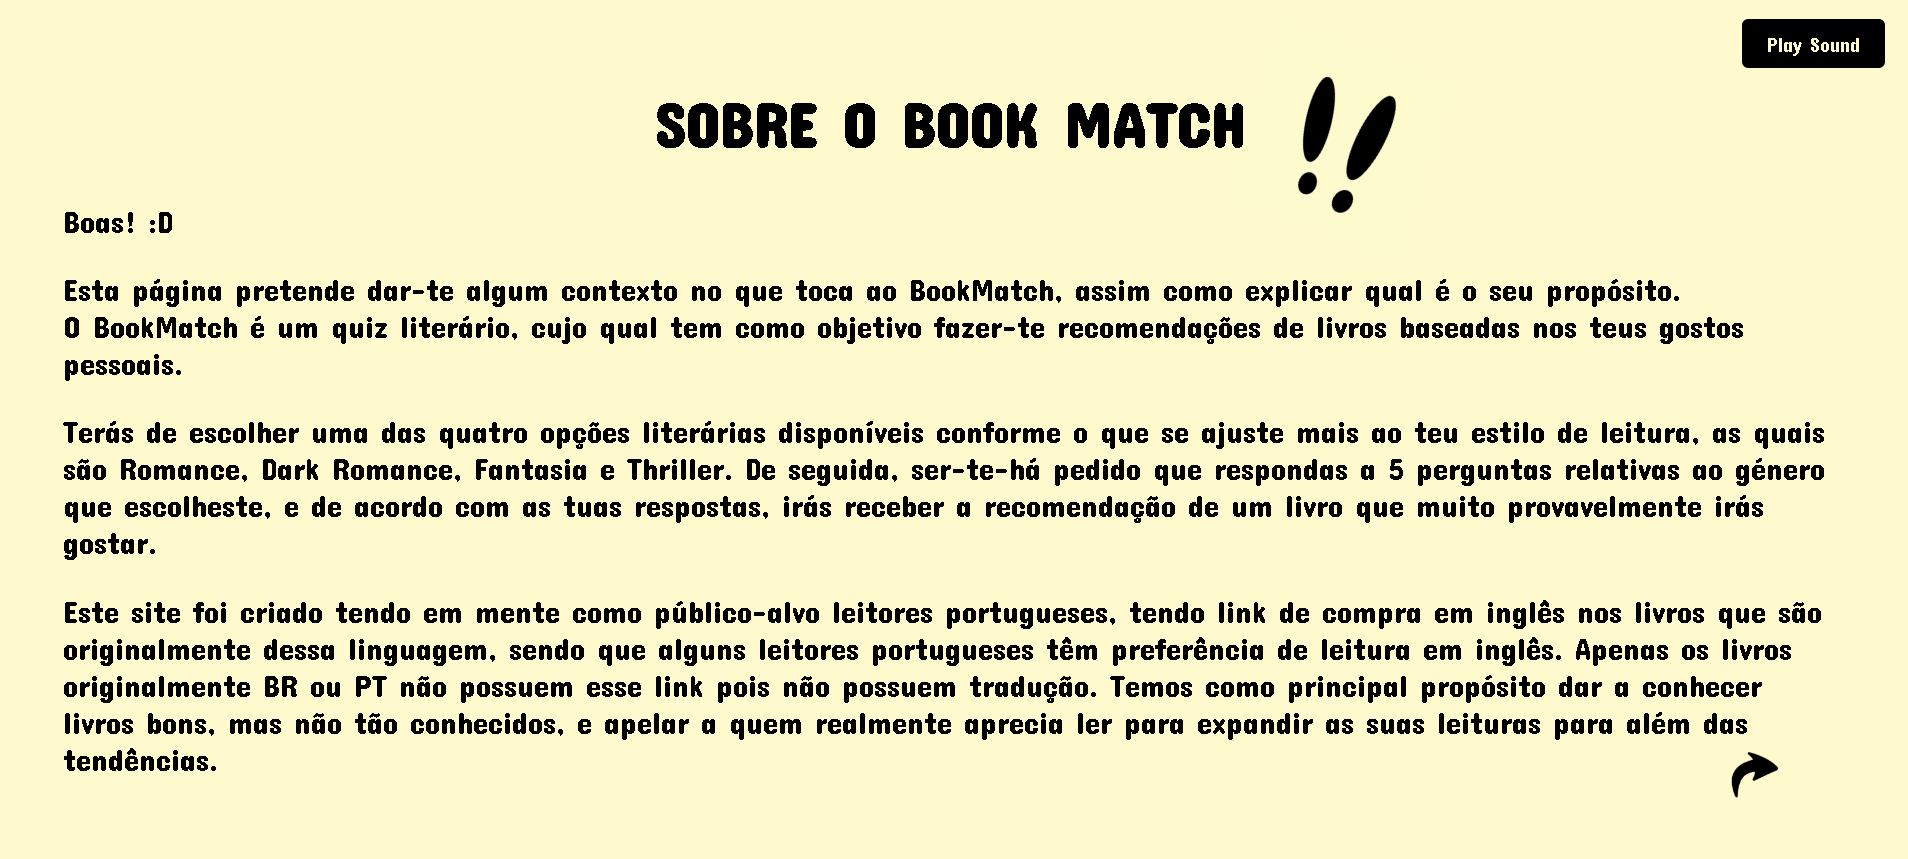 Play Sound
SOBRE O BOOK MATCH
Boas! :D
Esta página pretende dar-te algum contexto no que toca ao BookMatch, assim como explicar qual é o seu propósito.
O BookMatch é um quiz literário, cujo qual tem como objetivo fazer-te recomendações de livros baseadas nos teus gostos
pessoais.
Terás de escolher uma das quatro opções literárias disponíveis conforme o que se ajuste mais ao teu estilo de leitura, as quais
são Romance, Dark Romance, Fantasia e Thriller. De seguida, ser-te-há pedido que respondas a 5 perguntas relativas ao género
que escolheste, e de acordo com as tuas respostas, irás receber a recomendação de um livro que muito provavelmente irás
gostar.
Este site foi criado tendo em mente como público-alvo leitores portugueses, tendo link de compra em inglês nos livros que são
originalmente dessa linguagem, sendo que alguns leitores portugueses têm preferência de leitura em inglês. Apenas os livros
originalmente BR ou PT não possuem esse link pois não possuem tradução. Temos como principal propósito dar a conhecer
livros bons, mas não tão conhecidos, e apelar a quem realmente aprecia ler para expandir as suas leituras para além das
tendências.